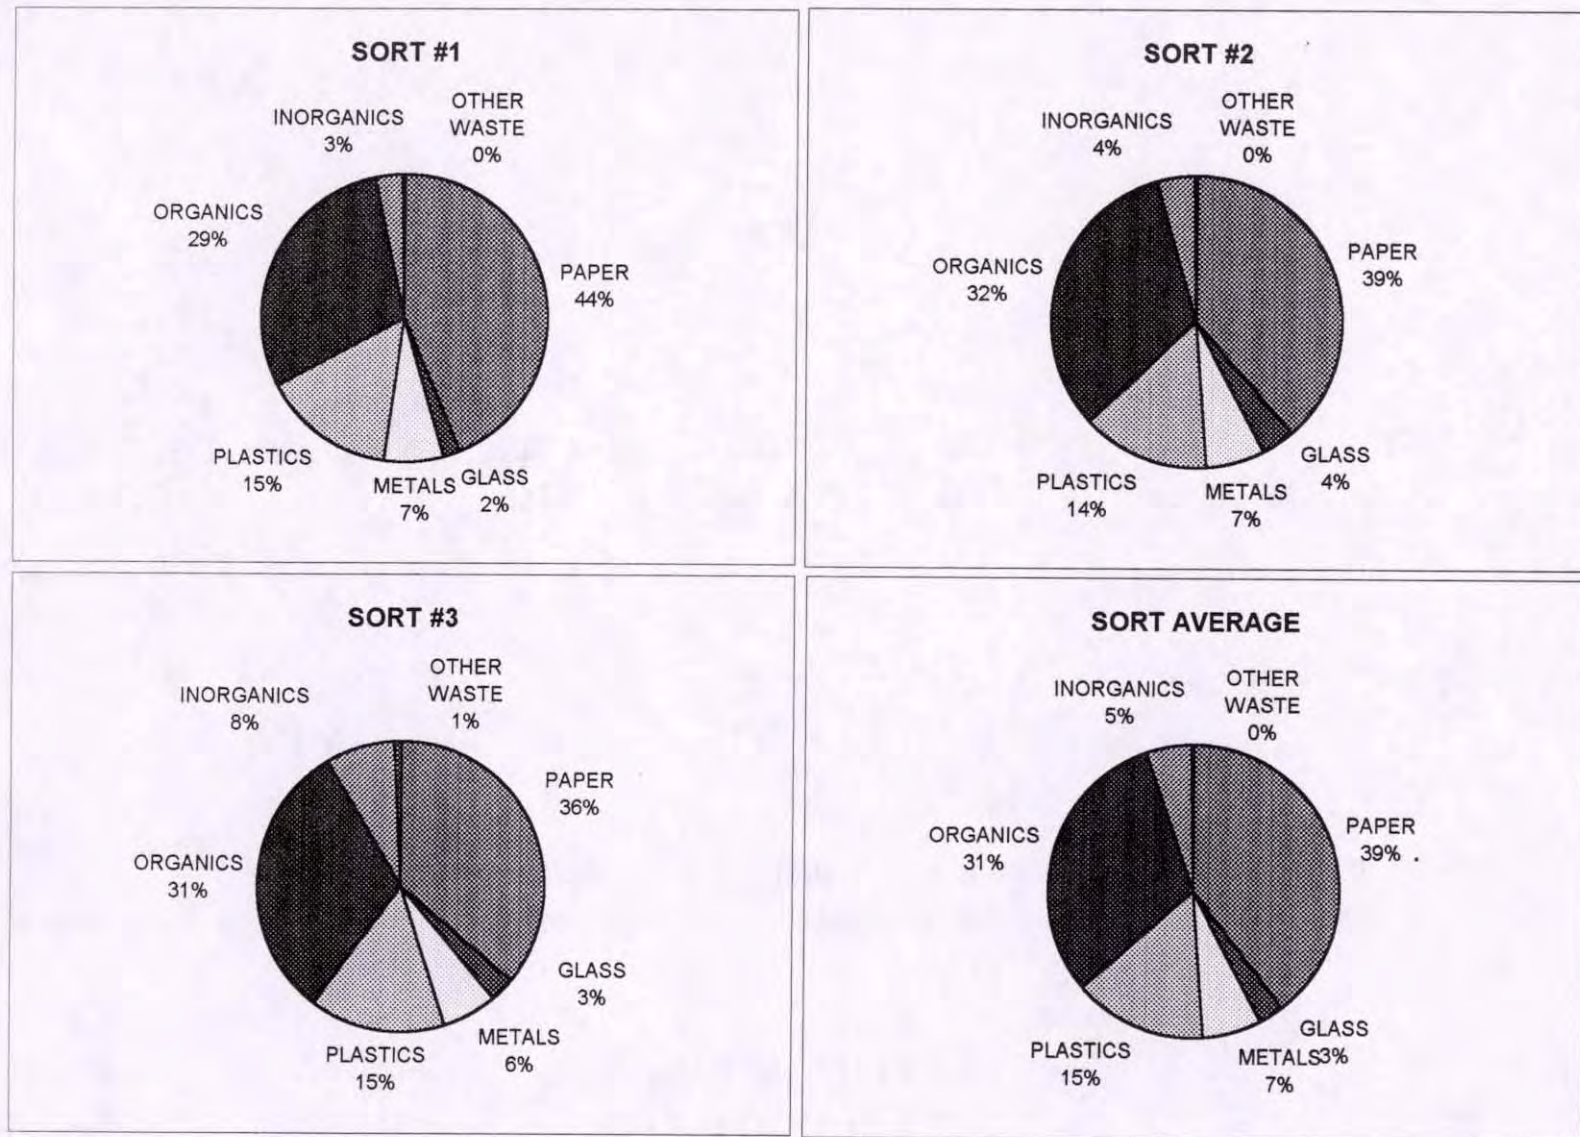 SORT #1
OTHER
WASTE
0%
INORGANICS
3%
ORGANICS
29%
PAPER
44%
PLASTICS
15%
METALS
7%
GLASS
2%
SORT #2
OTHER
WASTE
0%
INORGANICS
4%
ORGANICS
32%
PAPER
39%
GLASS
4%
PLASTICS
14%
METALS
7%
SORT #3
OTHER
WASTE
1%
INORGANICS
8%
PAPER
36%
ORGANICS
31%
GLASS
3%
METALS
6%
PLASTICS
15%
SORT AVERAGE
OTHER
WASTE
0%
INORGANICS
5%
PAPER
39%
ORGANICS
31%
GLASS
3%
PLASTICS
15%
METALS
7%